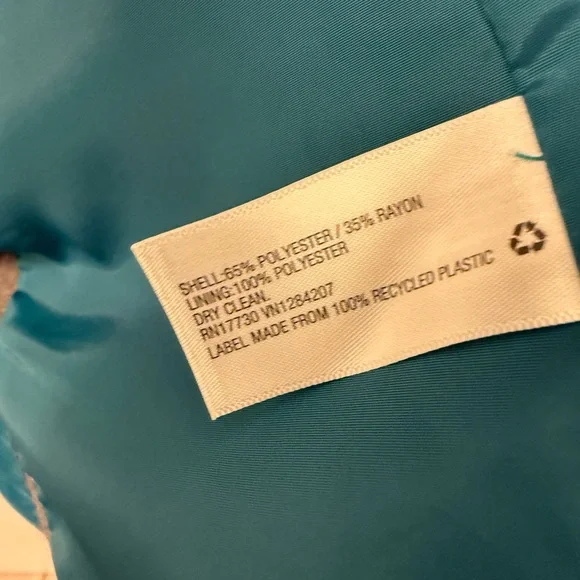 SHELL:65% POLYESTER / 35% RAYON
LINING:100% POLYESTER
DRY CLEAN.
RN17730 VN1284207
LABEL MADE FROM 100% RECYCLED PLASTIC